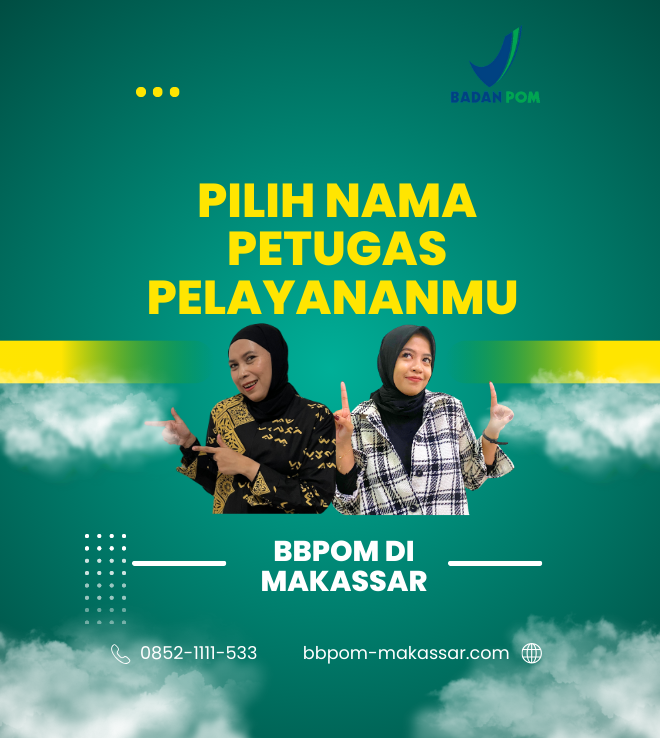 BADAN POM
PILIH NAMA
PETUGAS
PELAYANANMU
BBPOM DI
MAKASSAR
0852-1111-533
bbpom-makassar.com